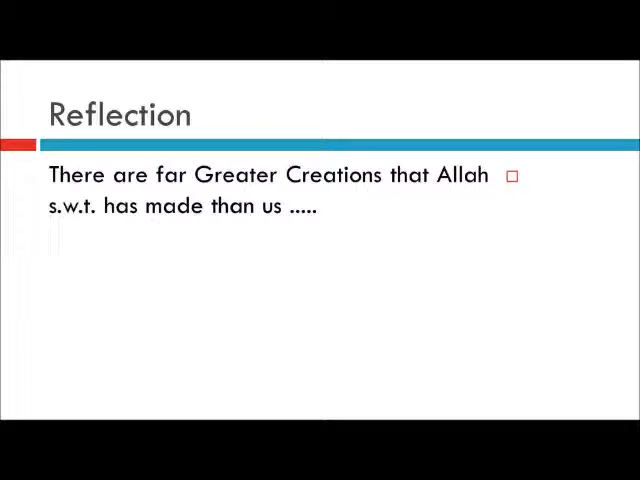 Reflection
There are far Greater Creations that Allah
s.w.t. has made than us .....